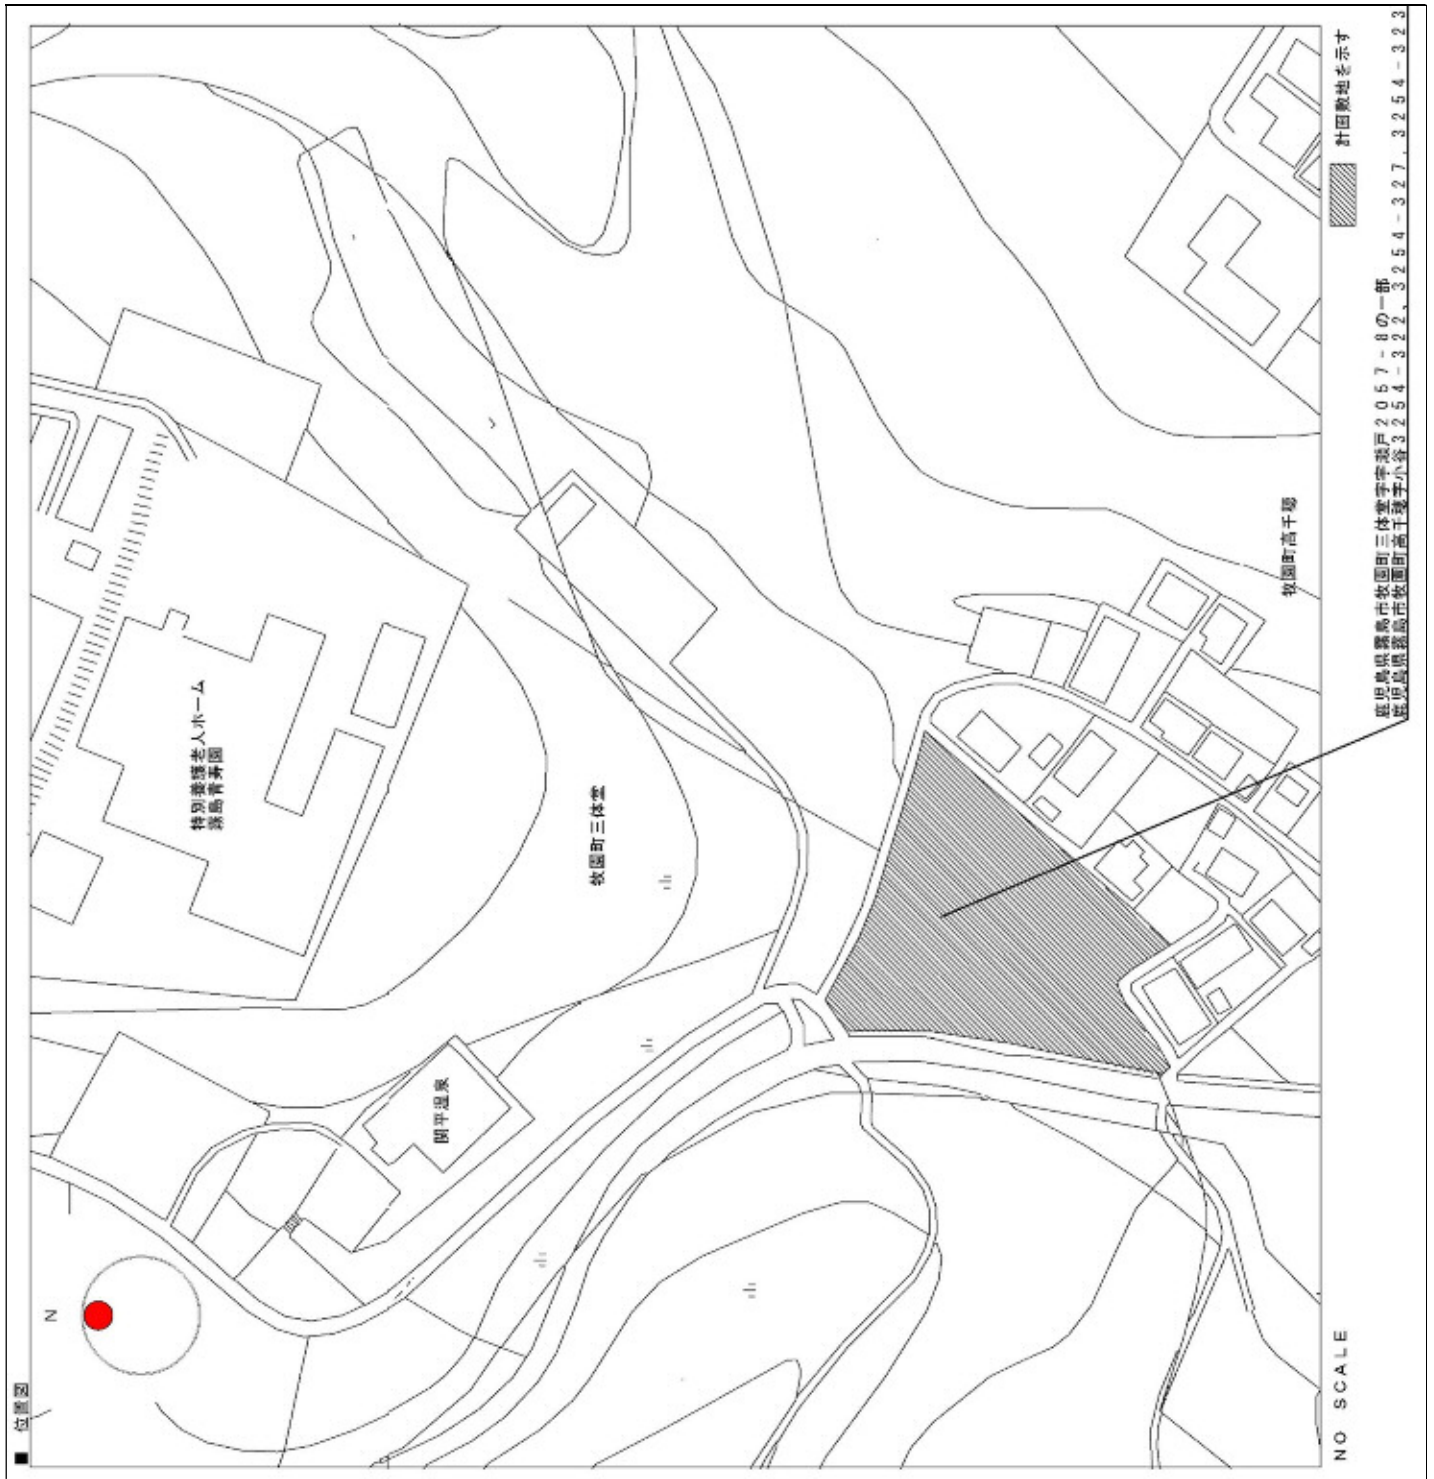 ■ 位置図
N
特別養護老人ホーム
霧島青寿園
関平温泉
牧園町三体堂
牧園町高千穂
計画敷地を示す
鹿児島県霧島市牧園町三体堂字宇瀬戸2057-8の一部
鹿児島県霧島市牧園町高千穂字小谷3254-322、3254-327、3254-323
NO SCALE